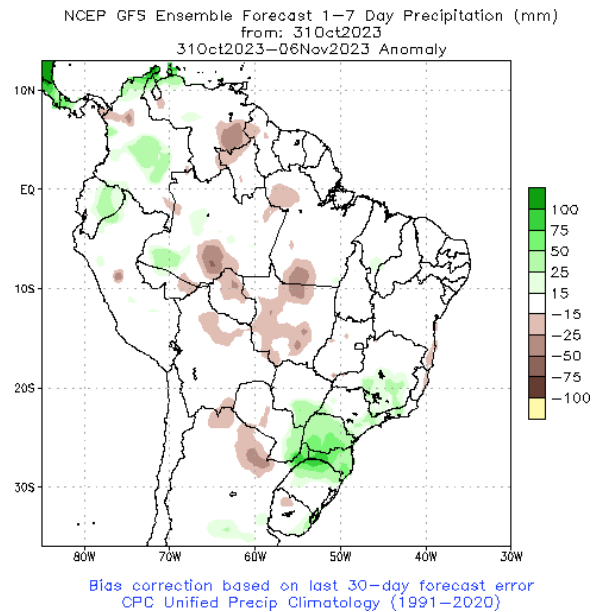 NCEP GFS Ensemble Forecast 1-7 Day Precipitation (mm)
from: 31Oct2023
31Oct2023-06Nov2023 Anomaly
10N
EQ
10S
20S
30S
80W
70W
60W
50W
40W
30W
100
75
50
25
15
-15
-25
-50
-75
-100
Bias correction based on last 30-day forecast error
CPC Unified Precip Climatology (1991-2020)